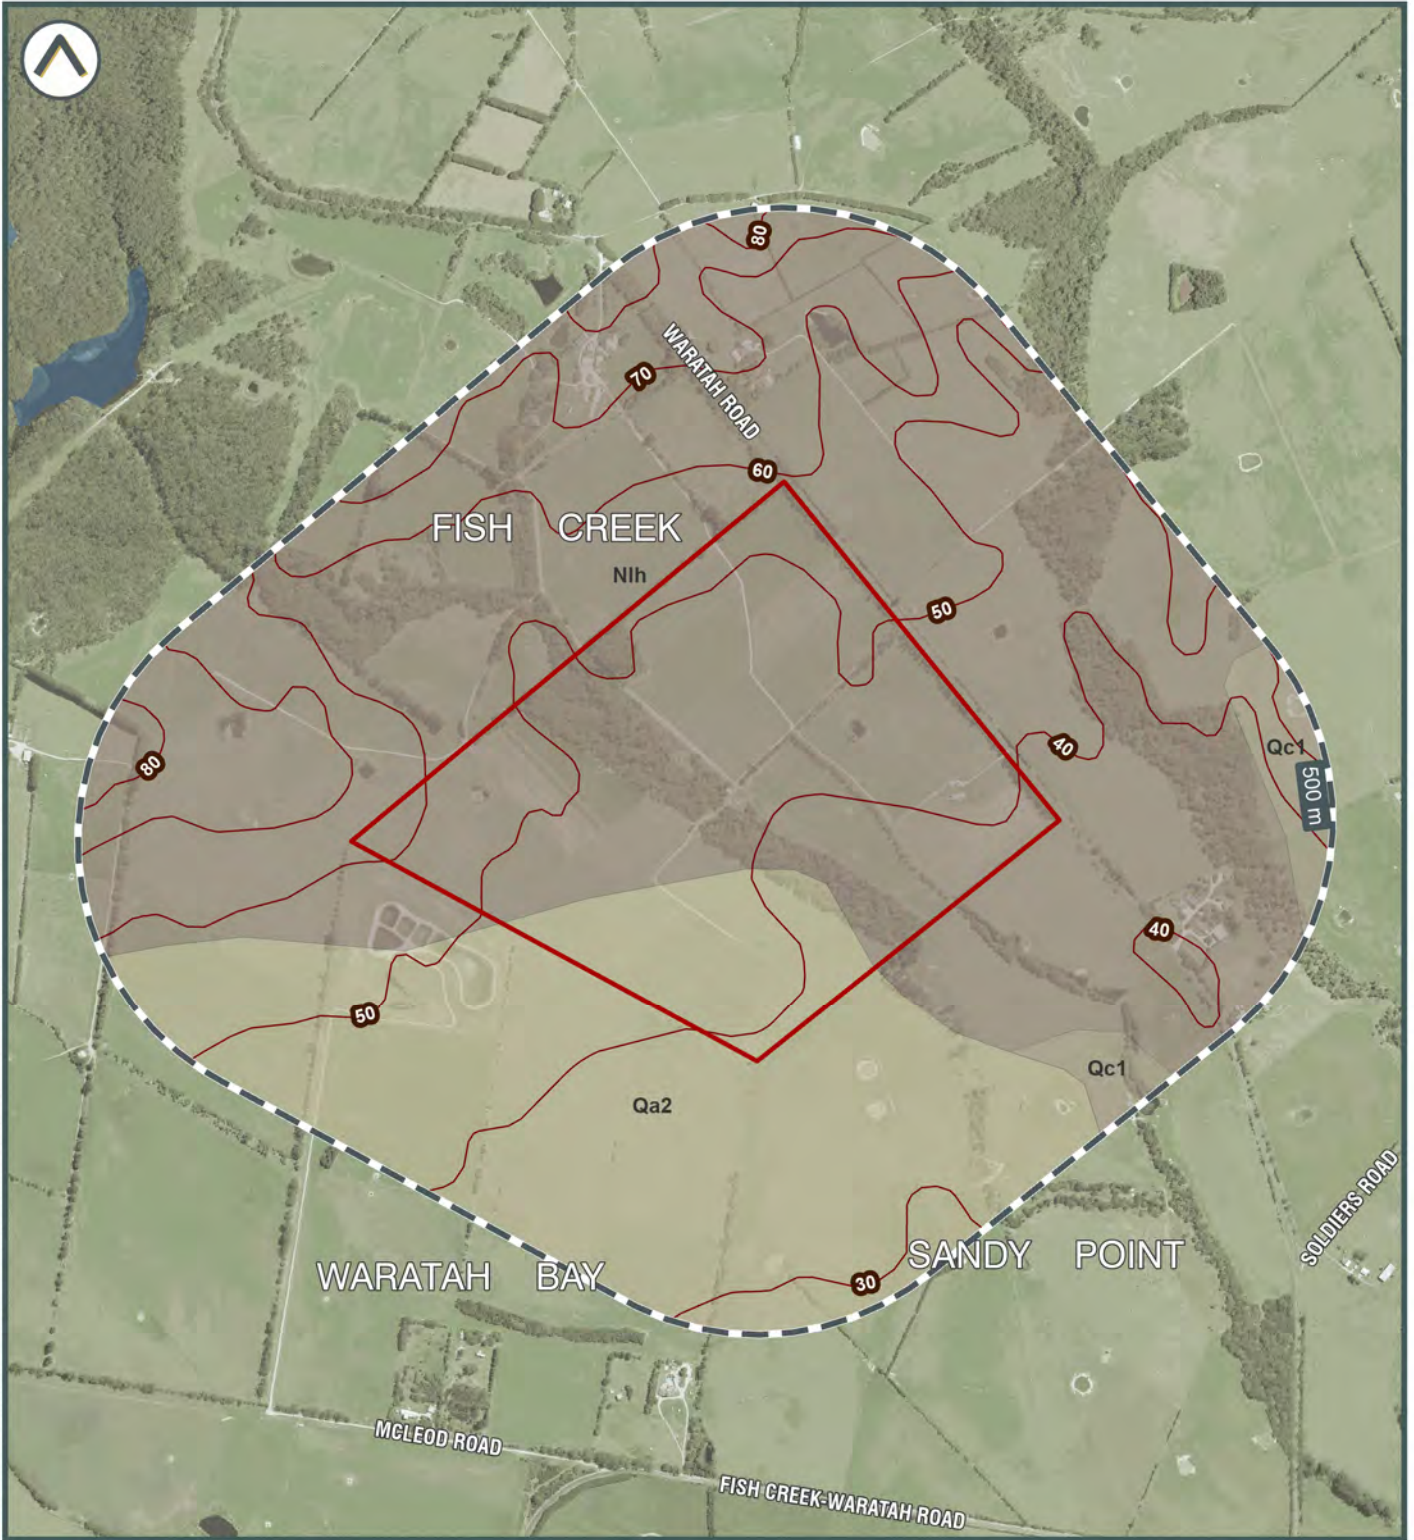 80
WARATAH ROAD
70
60
FISH CREEK
Nlh
50
40
Qc1
80
500 m
40
50
Qc1
Qa2
SOLDIERS ROAD
SANDY POINT
WARATAH BAY
30
MCLEOD ROAD
FISH CREEK-WARATAH ROAD